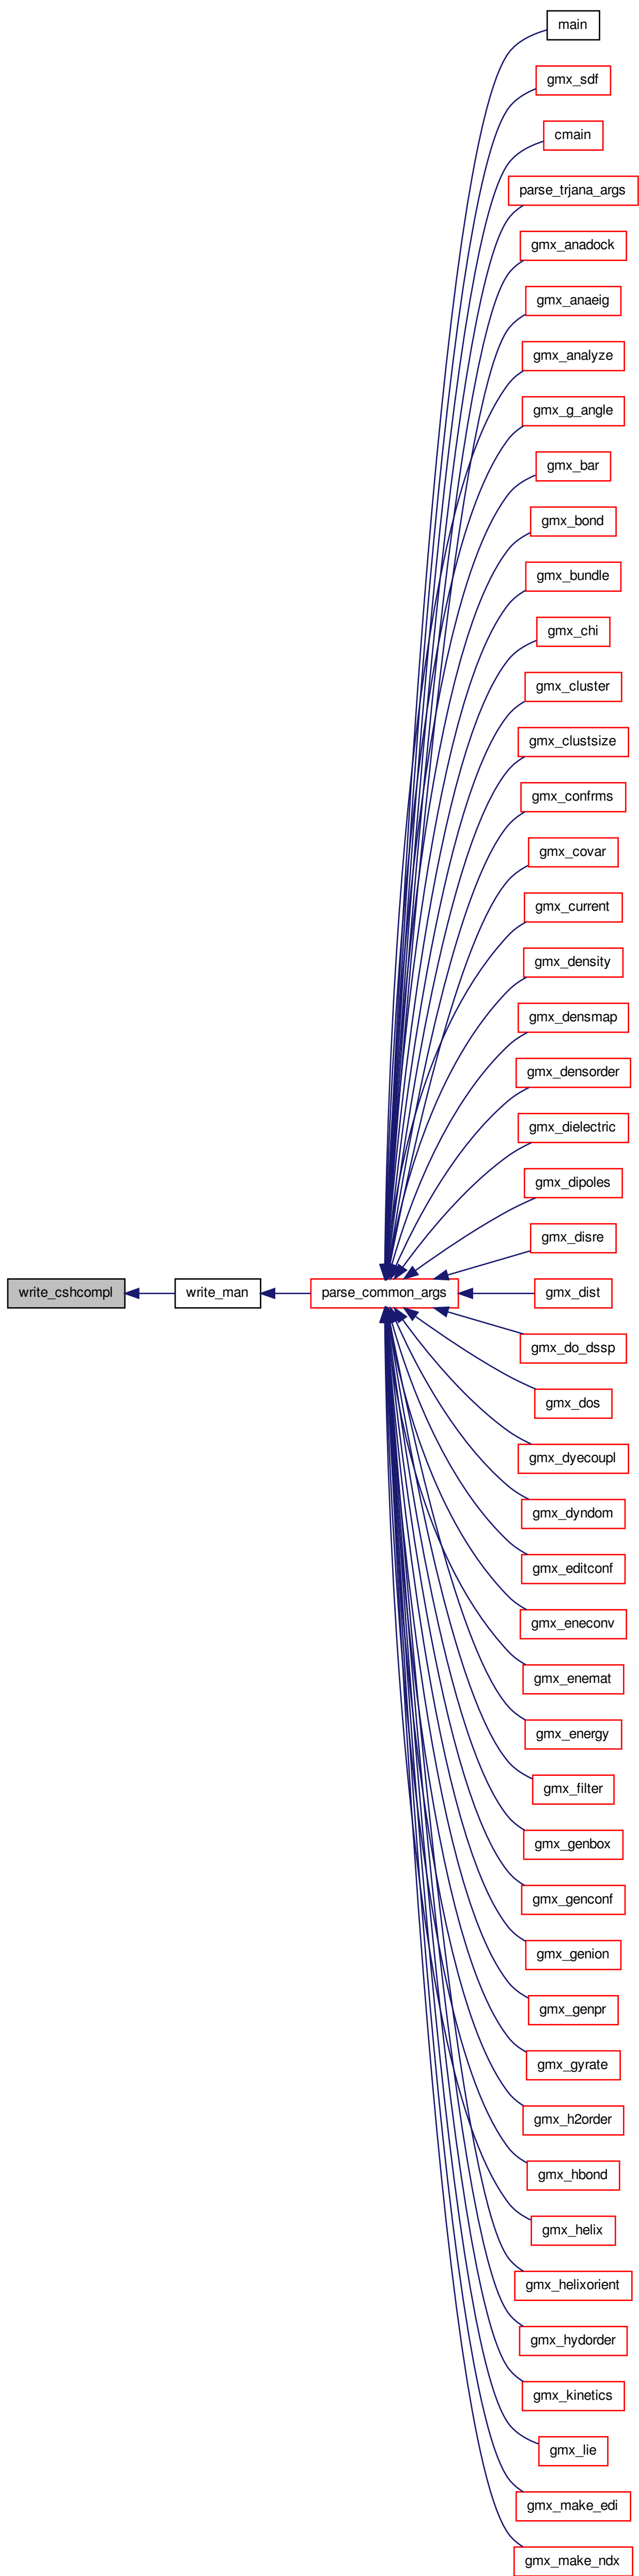 main
gmx_sdf
cmain
parse_trjana_args
gmx_anadock
gmx_anaeig
gmx_analyze
gmx_g_angle
gmx_bar
gmx_bond
gmx_bundle
gmx_chi
gmx_cluster
gmx_clustsize
gmx_confrms
gmx_covar
gmx_current
gmx_density
gmx_densmap
gmx_densorder
gmx_dielectric
gmx_dipoles
gmx_disre
write_cshcompl
write_man
parse_common_args
gmx_dist
gmx_do_dssp
gmx_dos
gmx_dyecoupl
gmx_dyndom
gmx_editconf
gmx_eneconv
gmx_enemat
gmx_energy
gmx_filter
gmx_genbox
gmx_genconf
gmx_genion
gmx_genpr
gmx_gyrate
gmx_h2order
gmx_hbond
gmx_helix
gmx_helixorient
gmx_hydorder
gmx_kinetics
gmx_lie
gmx_make_edi
gmx_make_ndx